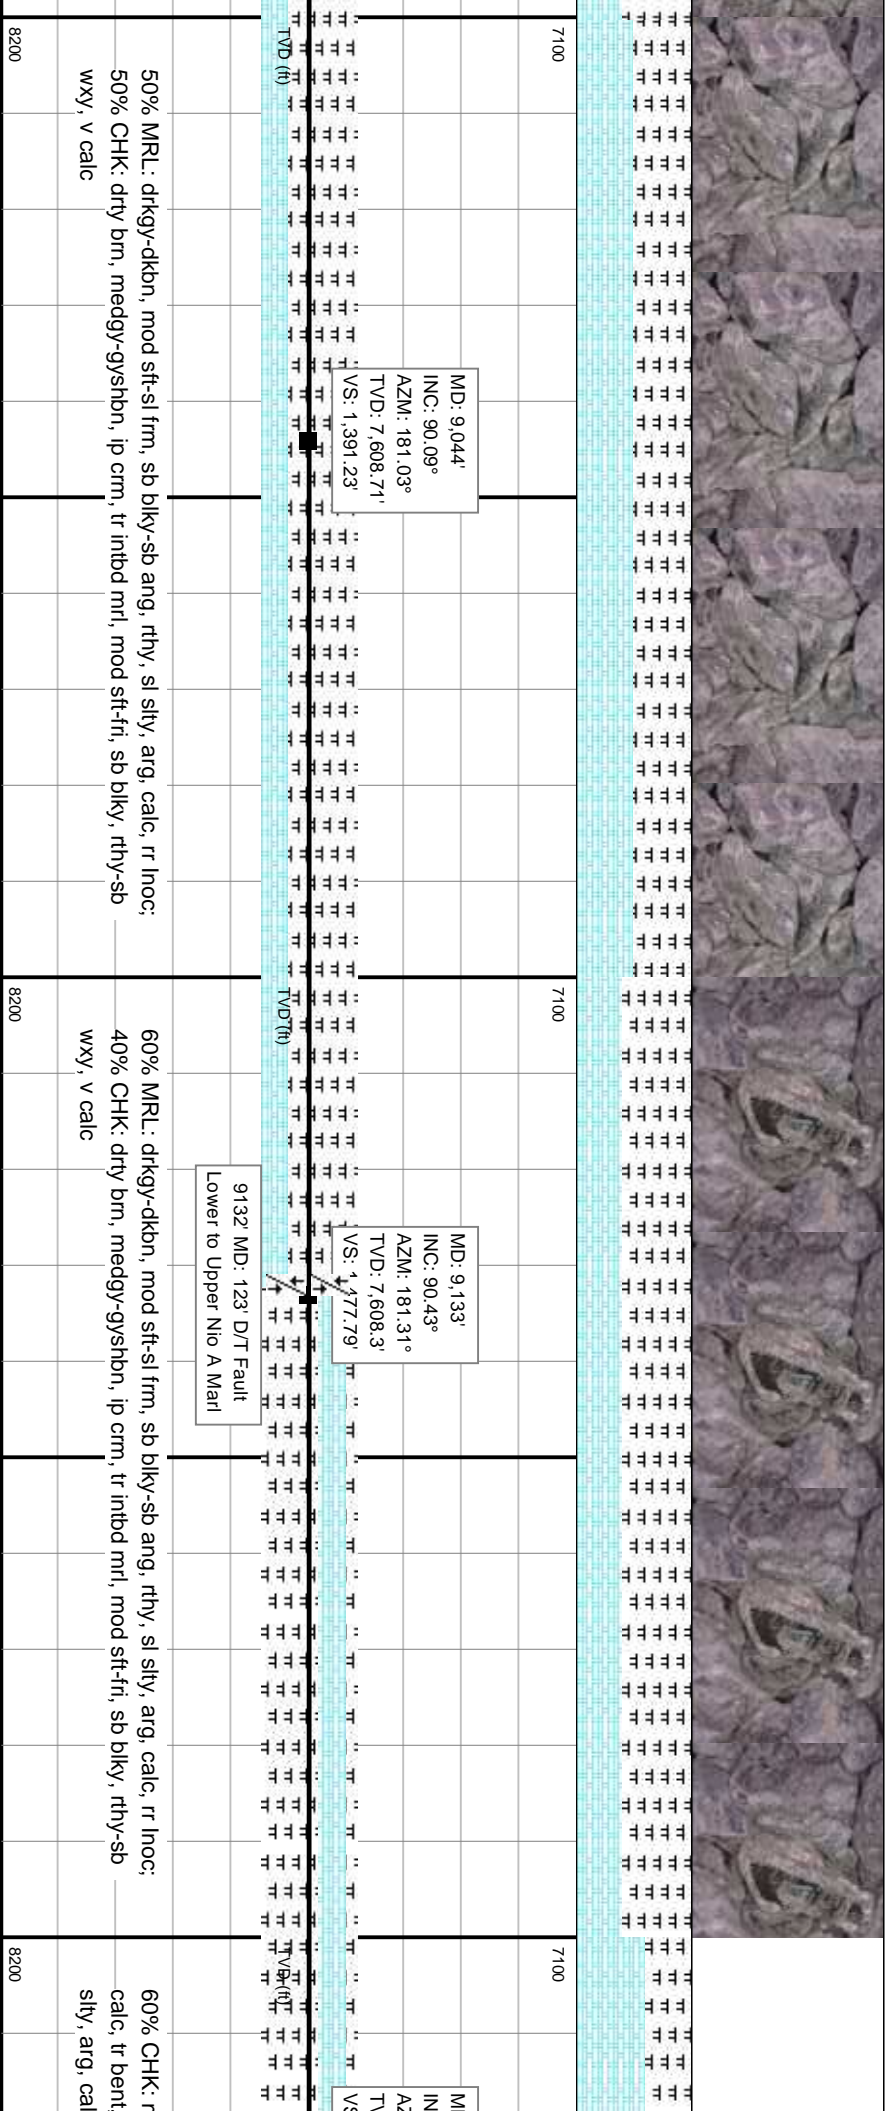 8200
TVD (ft)
7100
50% MRL: drkgy-dkbn, mod sft-sl frm, sb blky-sb ang, rthy, sl slty, arg, calc, rr Inoc;
50% CHK: drty brn, medgy-gyshbn, ip crm, tr intbd mrl, mod sft-fri, sb blky, rthy-sb
wxy, v calc
MD: 9,044'
INC: 90.09°
AZM: 181.03°
TVD: 7,608.71'
VS: 1,391.23'
8200
TVD (ft)
7100
60% MRL: drkgy-dkbn, mod sft-sl frm, sb blky-sb ang, rthy, sl slty, arg, calc, rr Inoc;
40% CHK: drty brn, medgy-gyshbn, ip crm, tr intbd mrl, mod sft-fri, sb blky, rthy-sb
wxy, v calc
9132' MD: 123' D/T Fault
Lower to Upper Nio A Marl
MD: 9,133'
INC: 90.43°
AZM: 181.31°
TVD: 7,608.3'
VS: 1,477.79'
8200
TVD (ft)
7100
60% CHK:
calc, tr bent,
slty, arg,